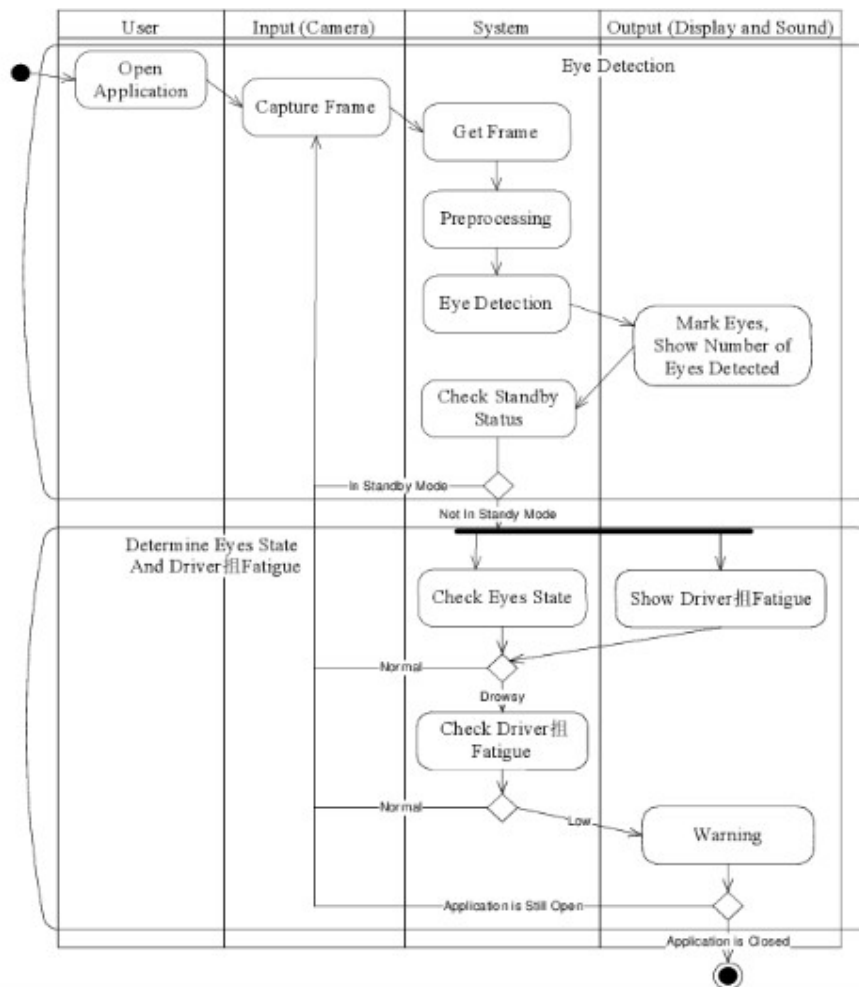 User
Input (Camera)
System
Output (Display and Sound)
Eye Detection
Open
Application
Capture Frame
Get Frame
Preprocessing
Eye Detection
Mark Eyes,
Show Number of
Eyes Detected
Check Standby
Status
In Standby Mode
Not In Standy Mode
Determine Eyes State
And Driver担Fatigue
Check Eyes State
Show Driver担Fatigue
Normal
Drowsy
Check Driver担
Fatigue
Normal
Low
Warning
Application is Still Open
Application is Closed